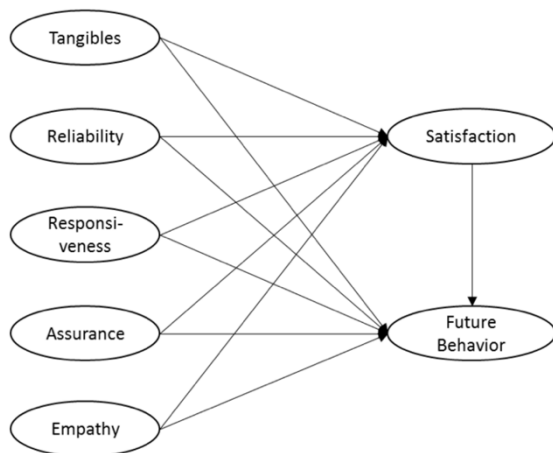 Tangibles
Reliability
Responsi-
veness
Assurance
Empathy
Satisfaction
Future
Behavior